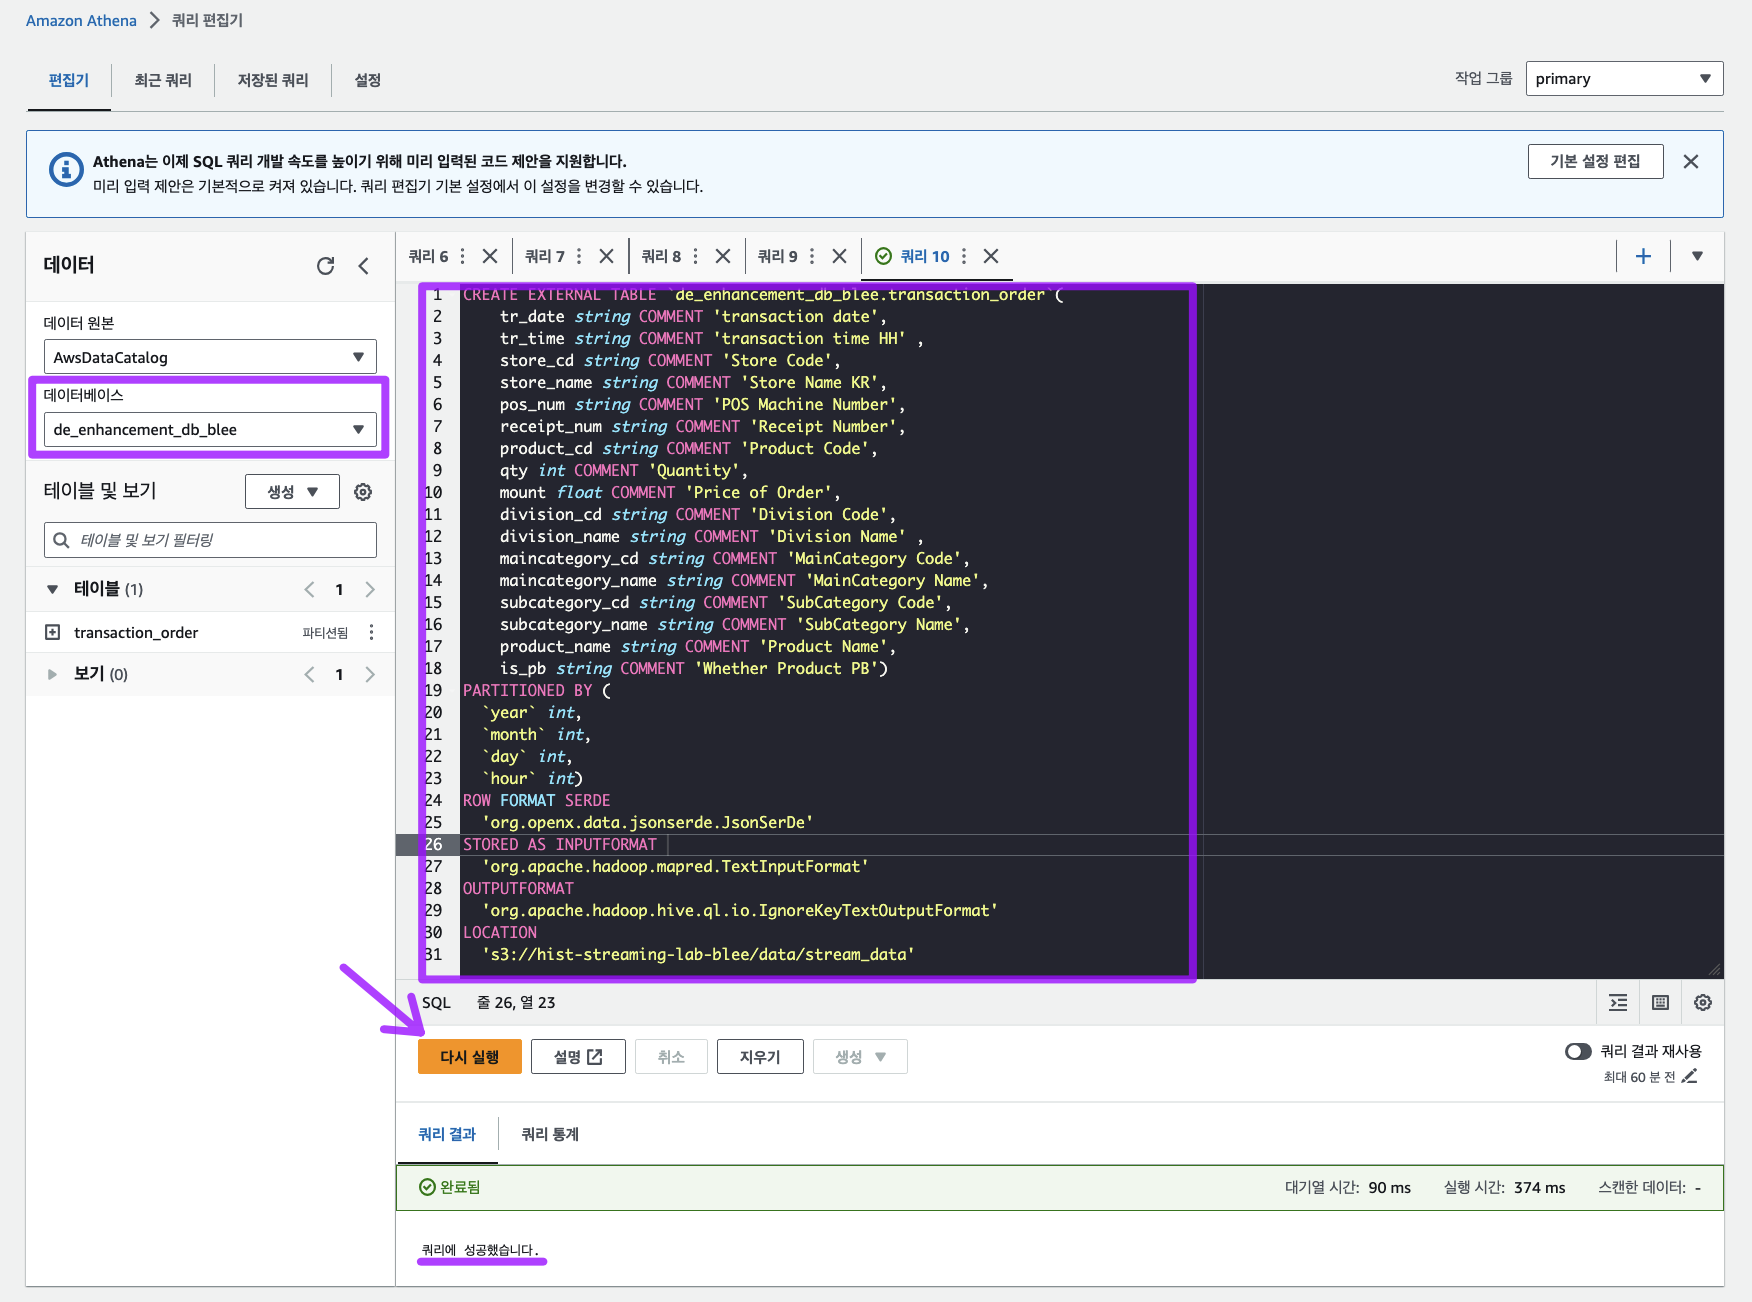 Amazon Athena > 쿼리 편집기
편집기 최근 쿼리 저장된 쿼리 설정
작업 그룹 primary
Athena는 이제 SQL 쿼리 개발 속도를 높이기 위해 미리 입력된 코드 제안을 지원합니다.
미리 입력 제안은 기본적으로 켜져 있습니다. 쿼리 편집기 기본 설정에서 이 설정을 변경할 수 있습니다.
기본 설정 편집
데이터
데이터 원본
AwsDataCatalog
데이터베이스
de_enhancement_db_blee
테이블 및 보기
생성
테이블 및 보기 필터링
테이블 (1) 1
transaction_order 파티션됨
보기 (0) 1
쿼리 6 쿼리 7 쿼리 8 쿼리 9 쿼리 10
1 CREATE EXTERNAL TABLE `de_enhancement_db_blee.transaction_order`(
2 tr_date string COMMENT 'transaction date',
3 tr_time string COMMENT 'transaction time HH' ,
4 store_cd string COMMENT 'Store Code',
5 store_name string COMMENT 'Store Name KR',
6 pos_num string COMMENT 'POS Machine Number',
7 receipt_num string COMMENT 'Receipt Number',
8 product_cd string COMMENT 'Product Code',
9 qty int COMMENT 'Quantity',
10 mount float COMMENT 'Price of Order',
11 division_cd string COMMENT 'Division Code',
12 division_name string COMMENT 'Division Name' ,
13 maincategory_cd string COMMENT 'MainCategory Code',
14 maincategory_name string COMMENT 'MainCategory Name',
15 subcategory_cd string COMMENT 'SubCategory Code',
16 subcategory_name string COMMENT 'SubCategory Name',
17 product_name string COMMENT 'Product Name',
18 is_pb string COMMENT 'Whether Product PB')
19 PARTITIONED BY (
20 `year` int,
21 `month` int,
22 `day` int,
23 `hour` int)
24 ROW FORMAT SERDE
25 'org.openx.data.jsonserde.JsonSerDe'
26 STORED AS INPUTFORMAT
27 'org.apache.hadoop.mapred.TextInputFormat'
28 OUTPUTFORMAT
29 'org.apache.hadoop.hive.ql.io.IgnoreKeyTextOutputFormat'
30 LOCATION
31 's3://hist-streaming-lab-blee/data/stream_data'
SQL 줄 26, 열 23
다시 실행 설명 취소 지우기 생성
쿼리 결과 재사용
최대 60 분 전
쿼리 결과 쿼리 통계
완료됨 대기열 시간: 90 ms 실행 시간: 374 ms 스캔한 데이터: -
쿼리에 성공했습니다.